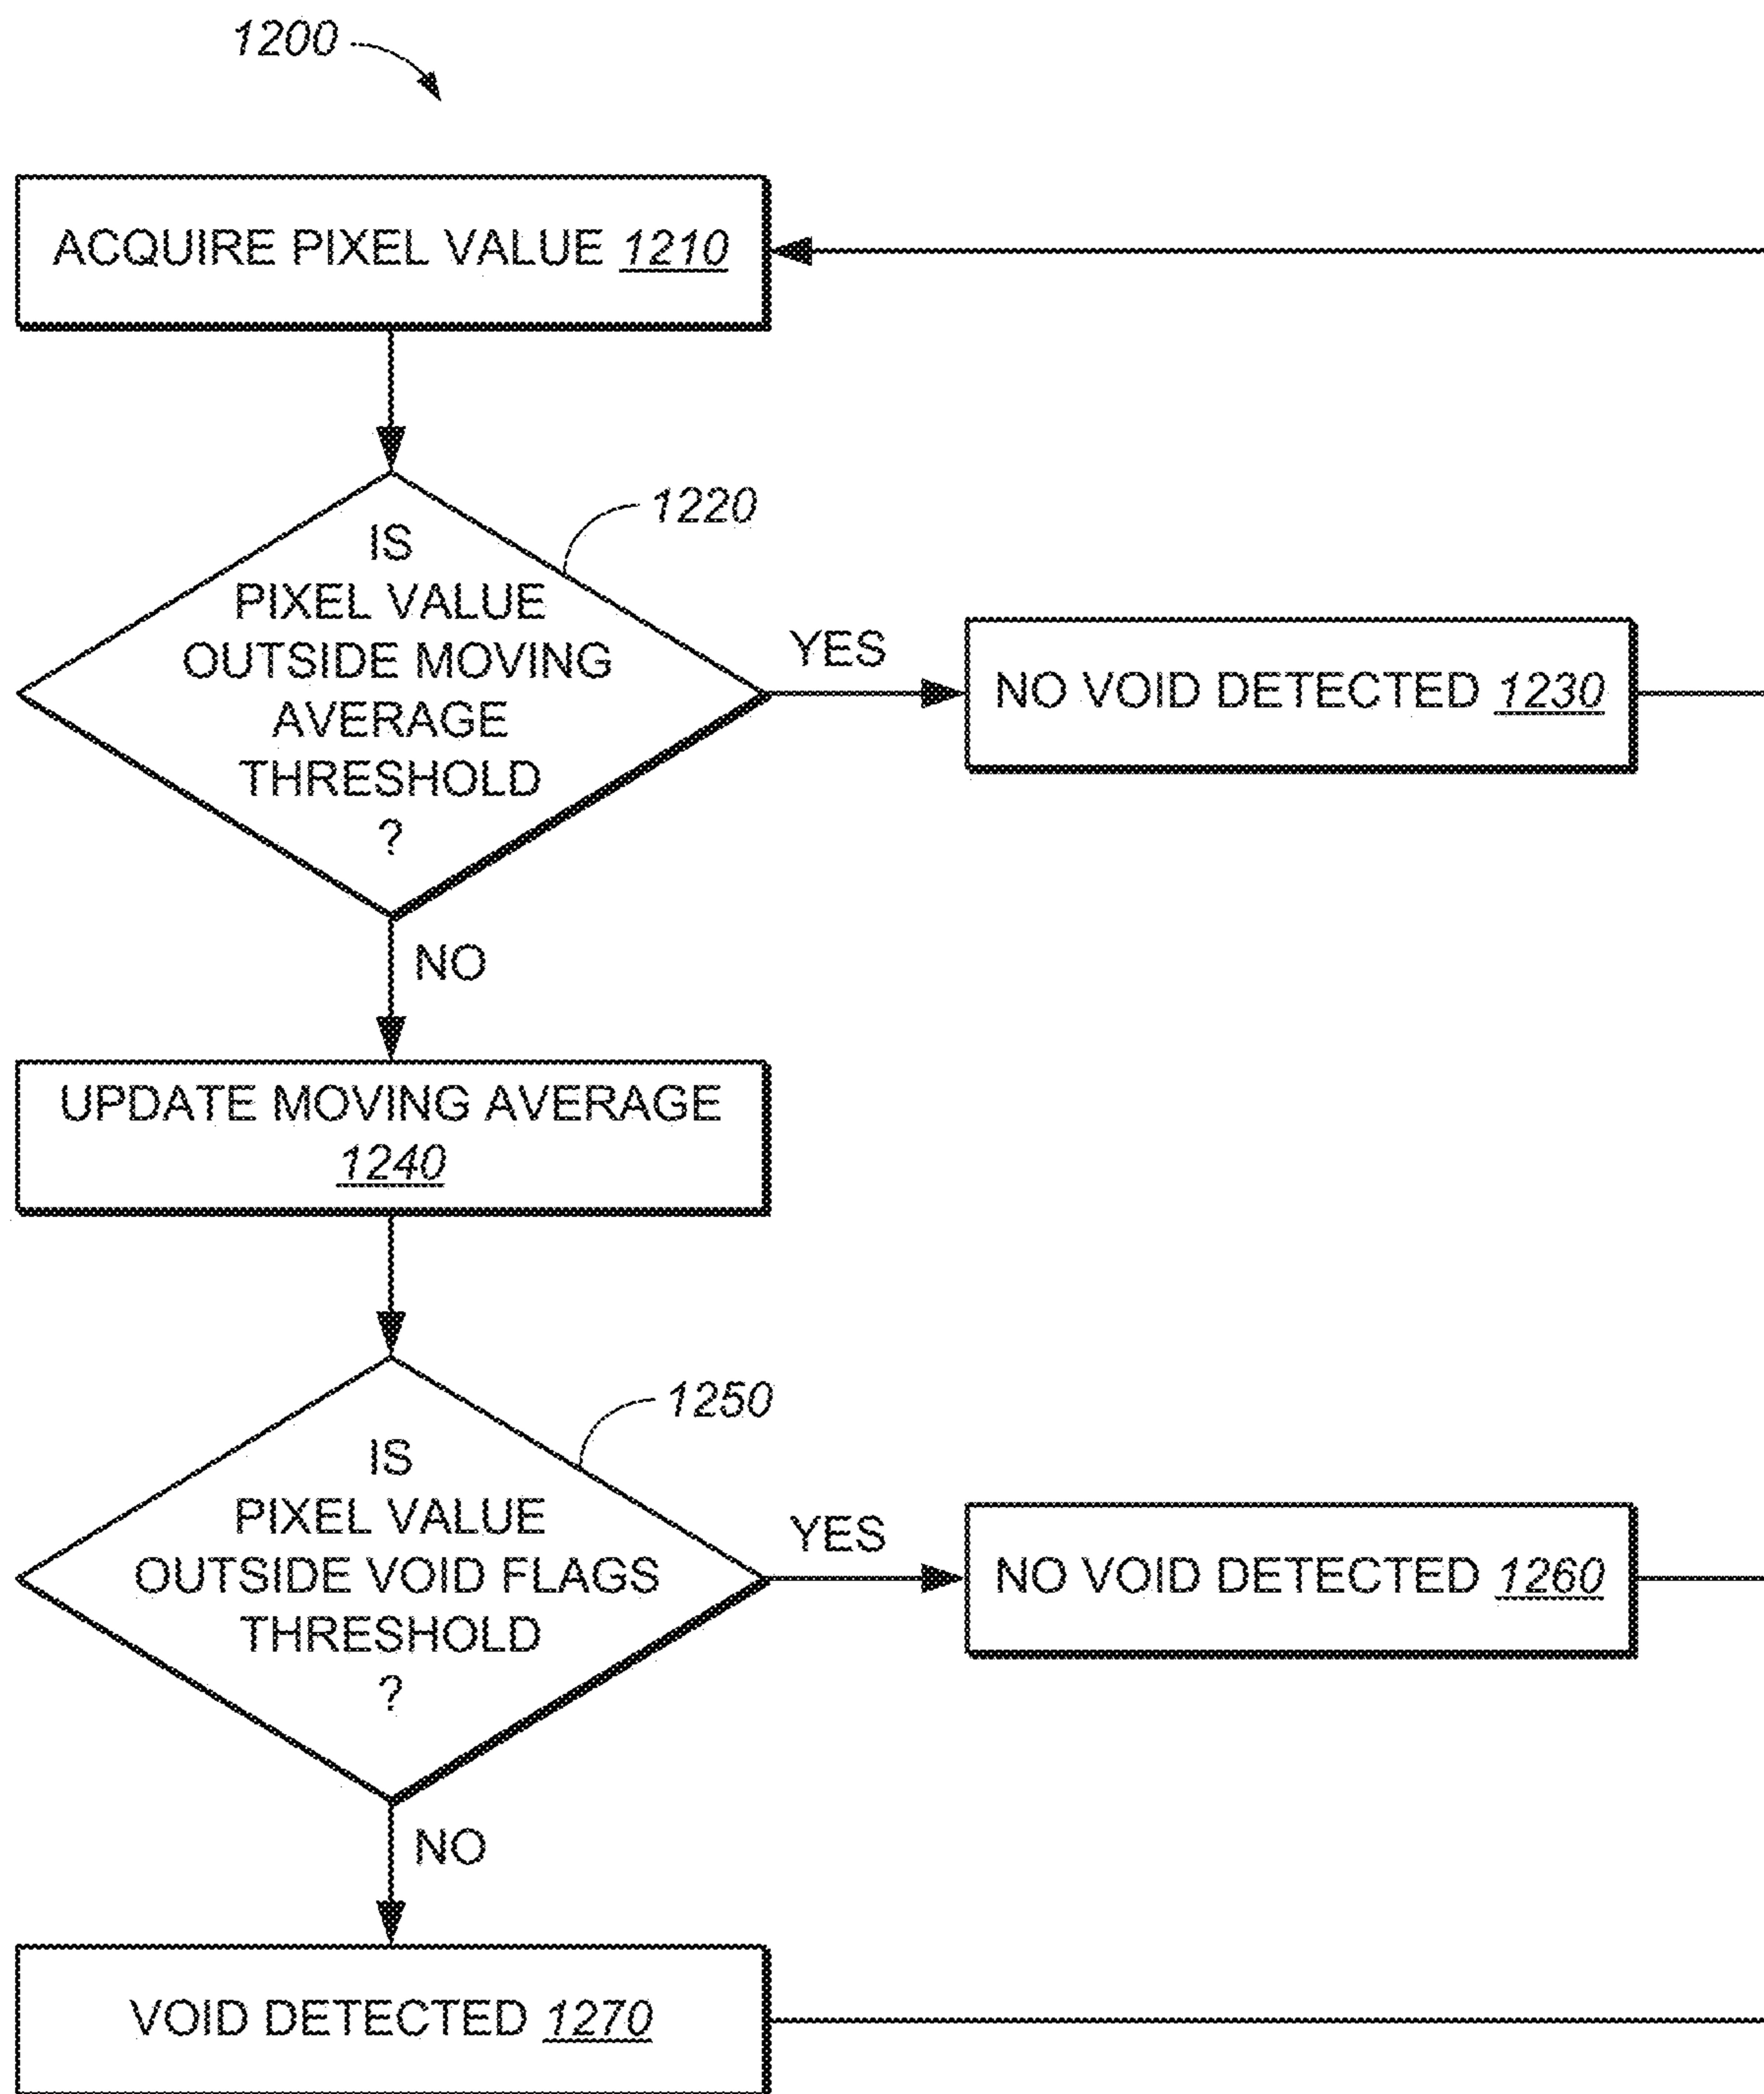 1200
ACQUIRE PIXEL VALUE 1210
1220
IS
PIXEL VALUE
OUTSIDE MOVING
AVERAGE
THRESHOLD
?
YES
NO VOID DETECTED 1230
NO
UPDATE MOVING AVERAGE
1240
1250
IS
PIXEL VALUE
OUTSIDE VOID FLAGS
THRESHOLD
?
YES
NO VOID DETECTED 1260
NO
VOID DETECTED 1270